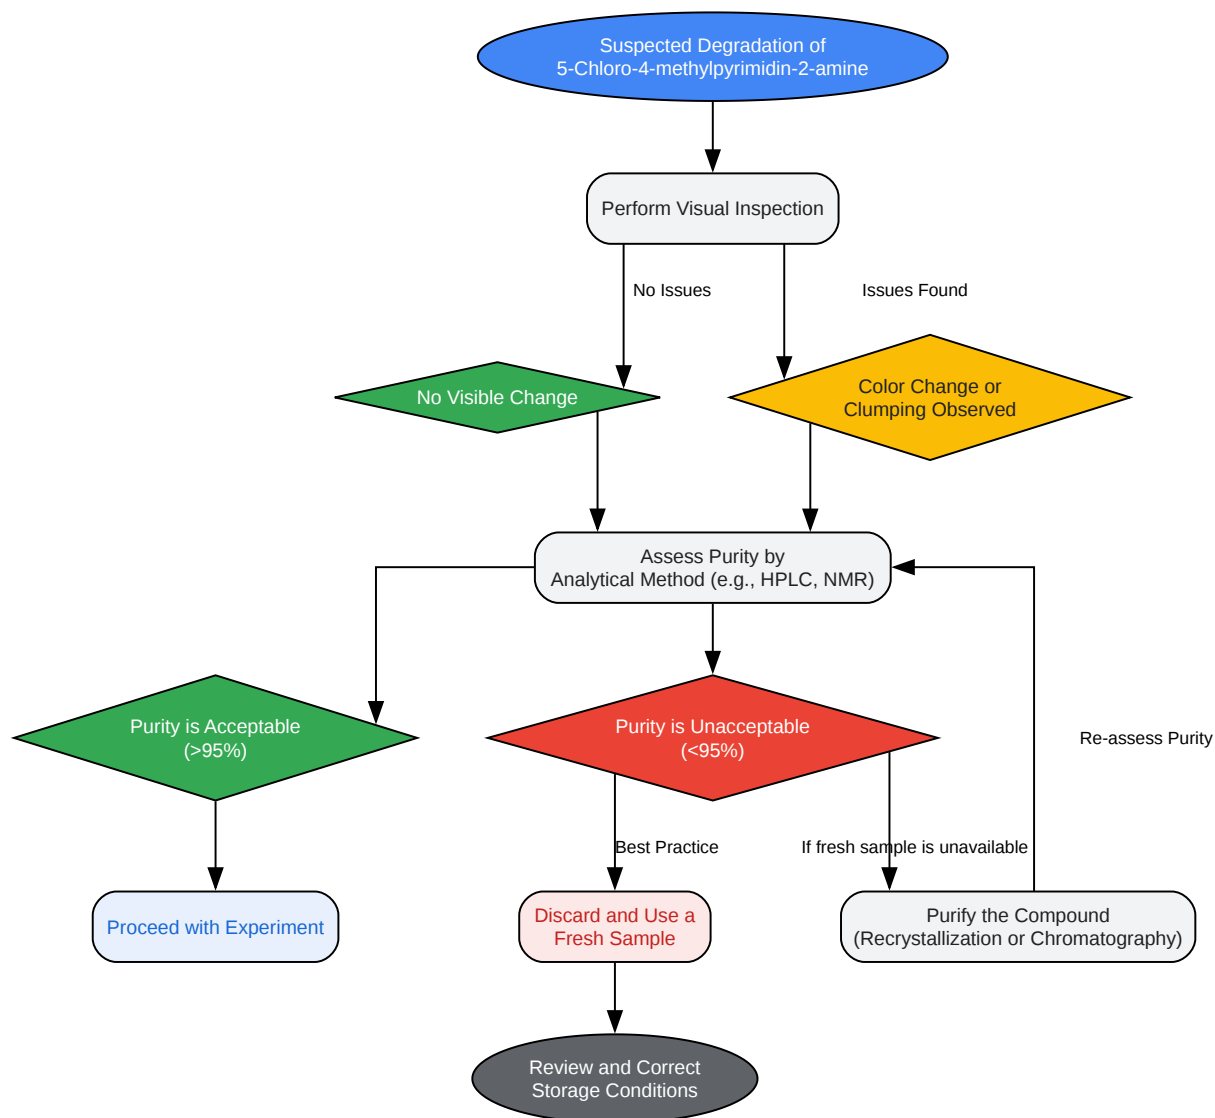 Suspected Degradation of
5-Chloro-4-methylpyrimidin-2-amine
Perform Visual Inspection
No Issues
Issues Found
No Visible Change
Color Change or
Clumping Observed
Assess Purity by
Analytical Method (e.g., HPLC, NMR)
Purity is Acceptable
(>95%)
Purity is Unacceptable
(<95%)
Re-assess Purity
Best Practice
If fresh sample is unavailable
Proceed with Experiment
Discard and Use a
Fresh Sample
Purify the Compound
(Recrystallization or Chromatography)
Review and Correct
Storage Conditions